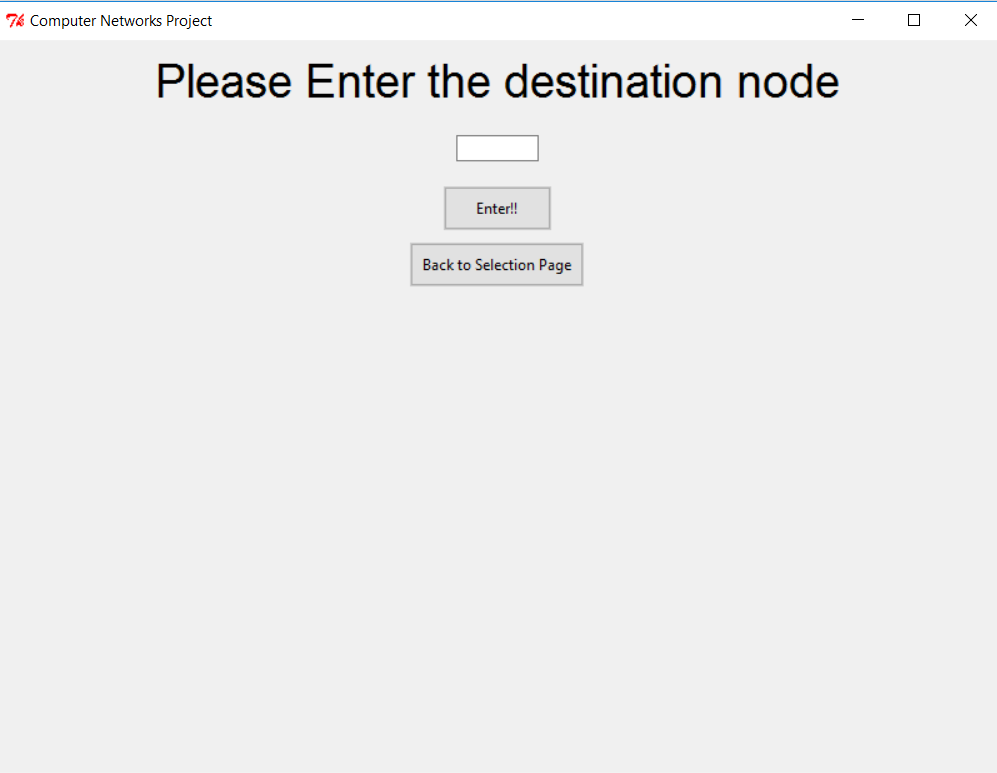 Computer Networks Project
Please Enter the destination node
Enter!!
Back to Selection Page